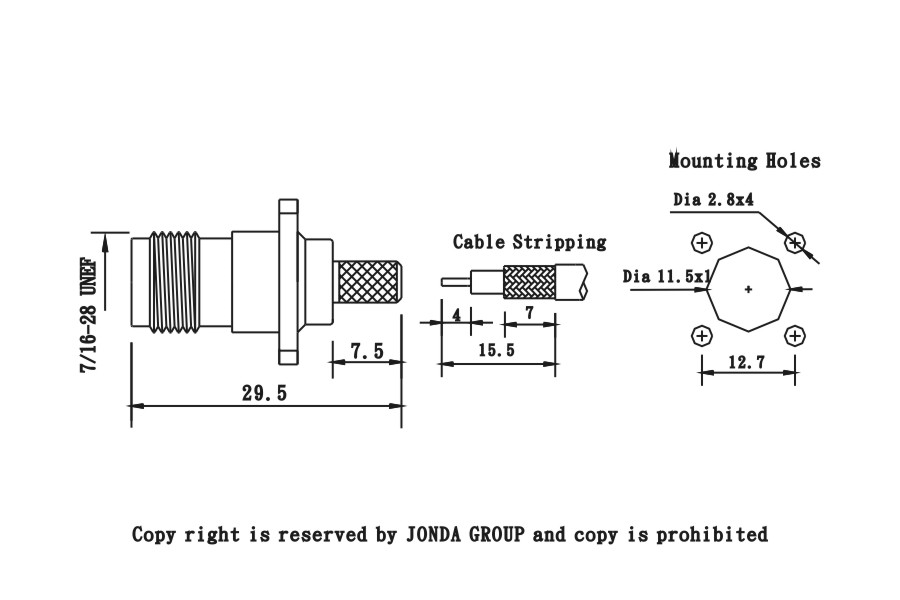 Mounting Holes
Dia 2.8x4
Cable Stripping
Dia 11.5x1
7/16-28 UNEF
4
7
7.5
15.5
12.7
29.5
Copy right is reserved by JONDA GROUP and copy is prohibited